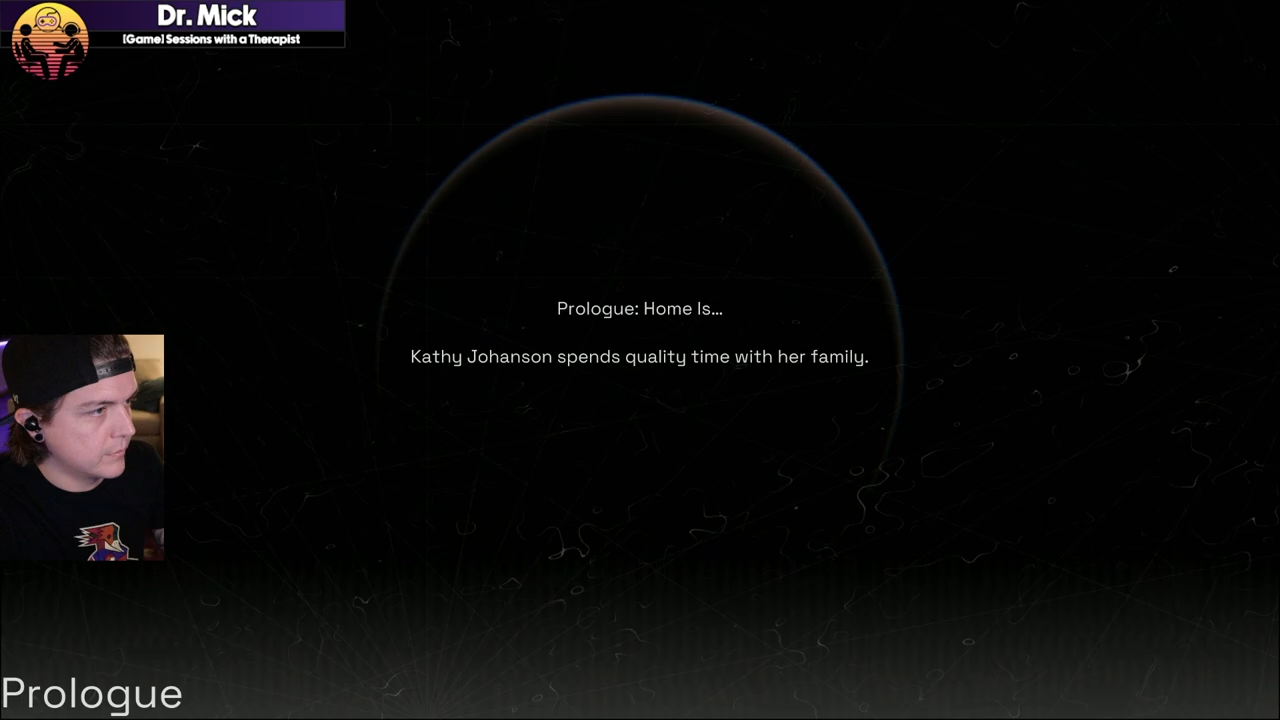 Dr. Mick
[Game] Sessions with a Therapist
Prologue: Home Is...
Kathy Johanson spends quality time with her family.
Prologue